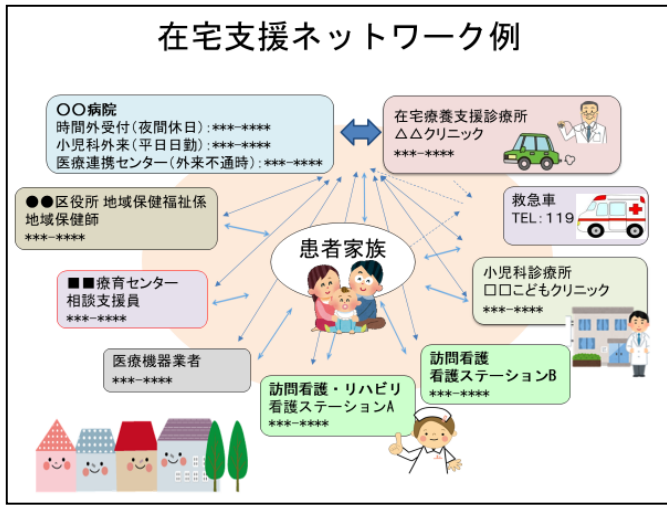 在宅支援ネットワーク例
〇〇病院
時間外受付(夜間休日):***-****
小児科外来(平日日勤):***-****
医療連携センター(外来不通時):***-****
在宅療養支援診療所
△△クリニック
***-****
●●区役所 地域保健福祉係
地域保健師
***-****
救急車
TEL:119
患者家族
■■療育センター
相談支援員
***-****
小児科診療所
□□こどもクリニック
***-****
医療機器業者
***-****
訪問看護・リハビリ
看護ステーションA
***-****
訪問看護
看護ステーションB
***-****